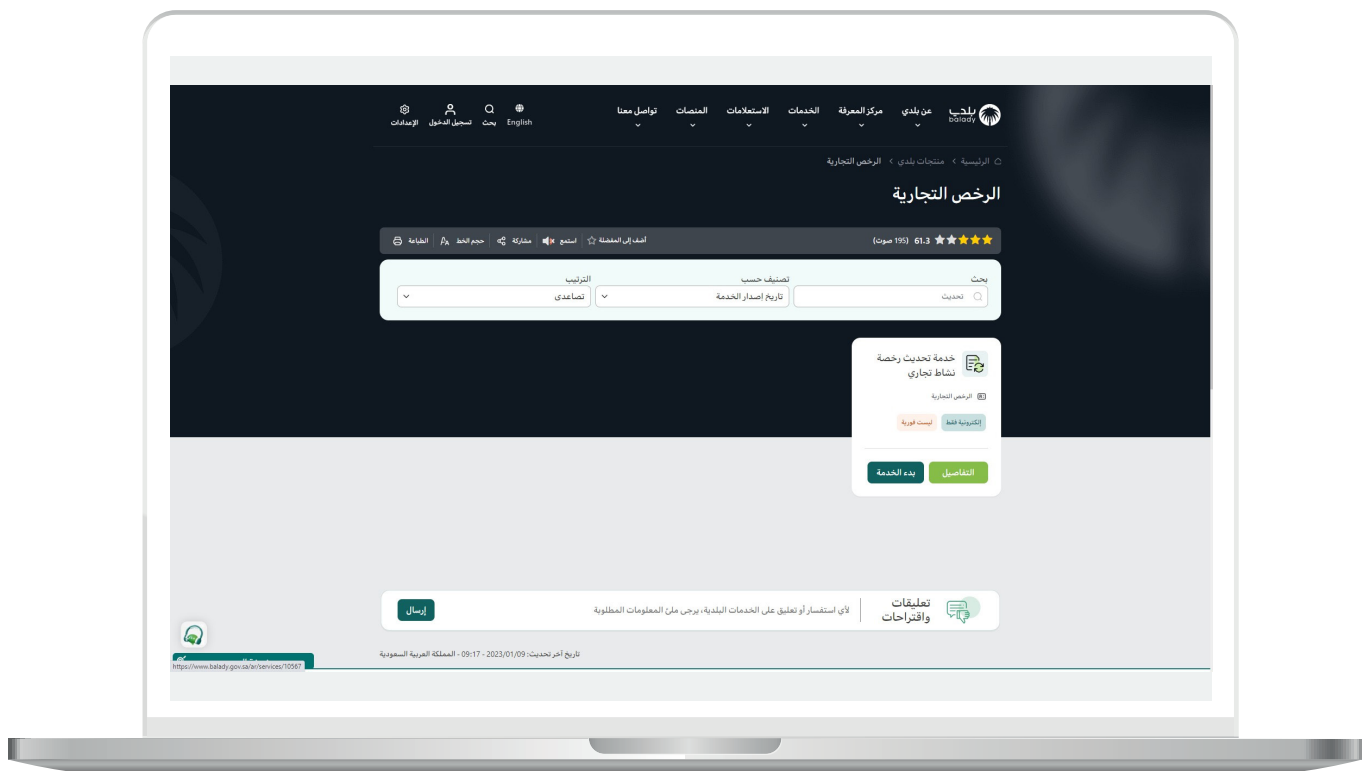 بلدي
balady
عن بلدي
مركز المعرفة
الخدمات
الاستعلامات
المنصات
تواصل معنا
English
بحث
تسجيل الدخول
الإعدادات
الرئيسية > منتجات بلدي > الرخص التجارية
الرخص التجارية
61.3 (195 صوت)
أضف إلى المفضلة
استمع
مشاركة
حجم الخط
الطباعة
بحث
تصنيف حسب
الترتيب
تحديث
تاريخ إصدار الخدمة
تصاعدى
خدمة تحديث رخصة
نشاط تجاري
الرخص التجارية
إلكترونية فقط
ليست فورية
التفاصيل
بدء الخدمة
تعليقات
واقتراحات
لأي استفسار أو تعليق على الخدمات البلدية، يرجى ملئ المعلومات المطلوبة
إرسال
تاريخ آخر تحديث: 2023/01/09 - 09:17 - المملكة العربية السعودية
https://www.balady.gov.sa/ar/services/10567